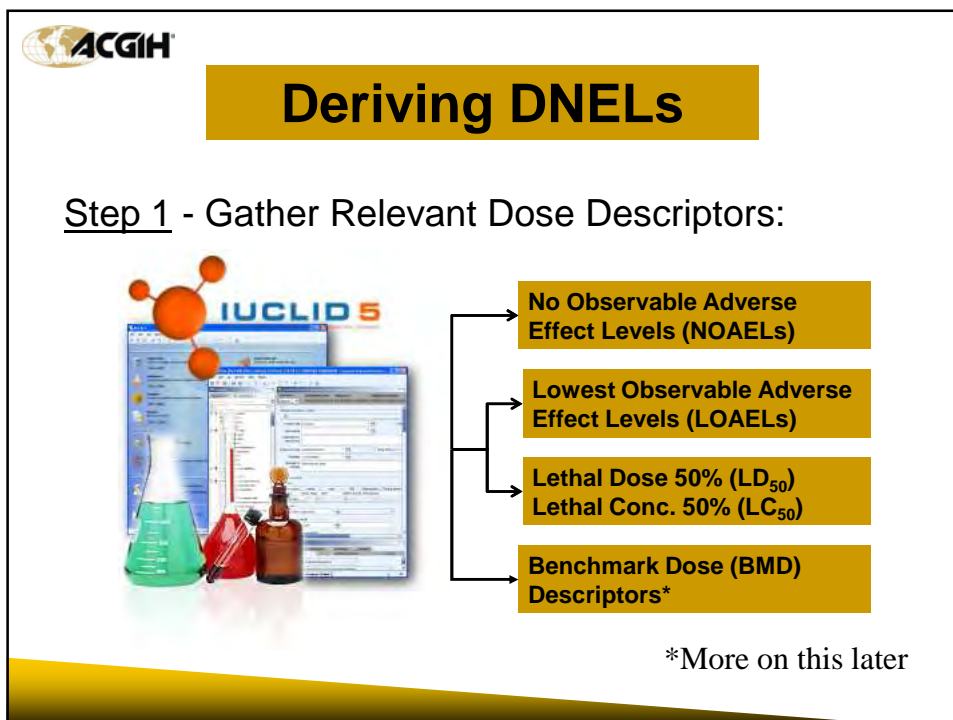 ACGIH
Deriving DNELs
Step 1 - Gather Relevant Dose Descriptors:
IUCLID 5
No Observable Adverse
Effect Levels (NOAELs)
Lowest Observable Adverse
Effect Levels (LOAELs)
Lethal Dose 50% (LD50)
Lethal Conc. 50% (LC50)
Benchmark Dose (BMD)
Descriptors*
*More on this later